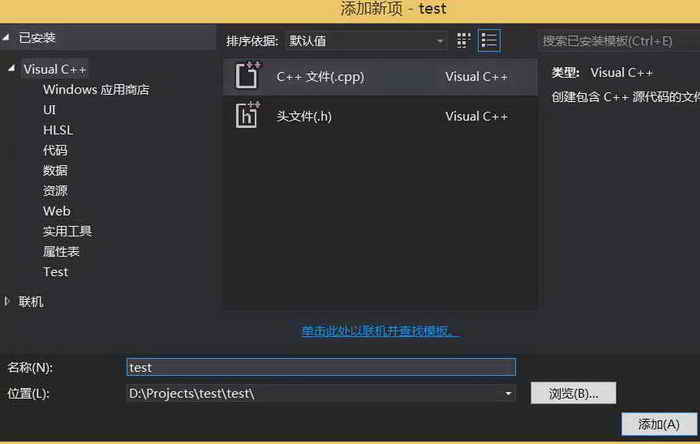 添加新项 - test
已安装
排序依据: 默认值
搜索已安装模板(Ctrl+E)
Visual C++
Windows 应用商店
UI
HLSL
代码
数据
资源
Web
实用工具
属性表
Test
联机
C++ 文件(.cpp) Visual C++
头文件(.h) Visual C++
类型: Visual C++
创建包含 C++ 源代码的文件
单击此处以联机并查找模板。
名称(N): test
位置(L): D:\Projects\test\test\ 浏览(B)...
添加(A)